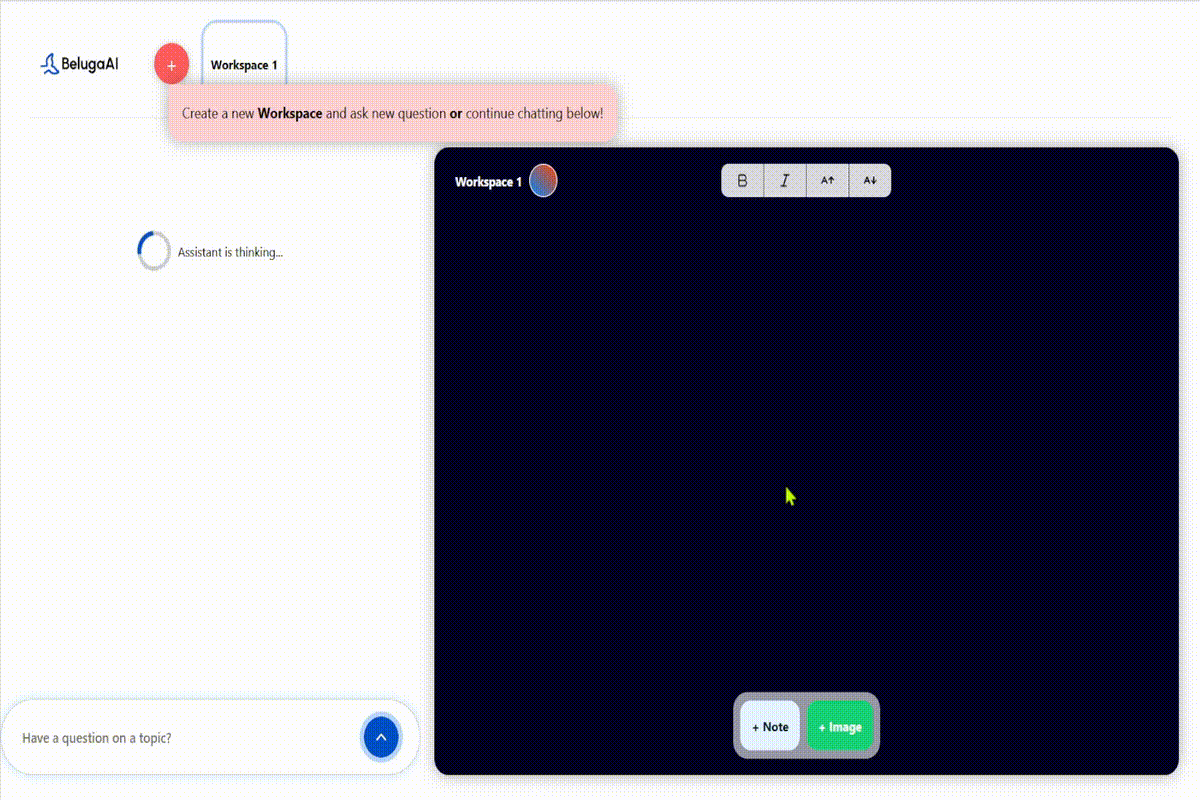 BelugaAI
+
Workspace 1
Create a new Workspace and ask new question or continue chatting below!
Workspace 1
B I A↑ A↓
Assistant is thinking...
+ Note + Image
Have a question on a topic?